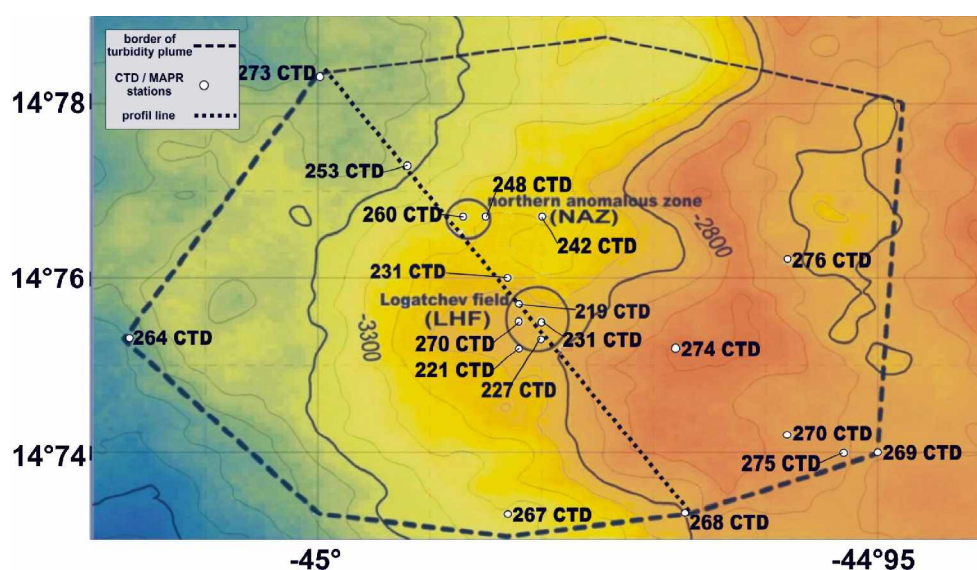 border of
turbidity plume
CTD / MAPR
stations
profil line
273 CTD
14°78
253 CTD
248 CTD
northern anomalous zone
(NAZ)
260 CTD
242 CTD
-2800
276 CTD
231 CTD
14°76
Logatchev field
(LHF)
219 CTD
-3300
264 CTD
270 CTD
231 CTD
274 CTD
221 CTD
227 CTD
270 CTD
14°74
275 CTD
269 CTD
267 CTD
268 CTD
-45°
-44°95